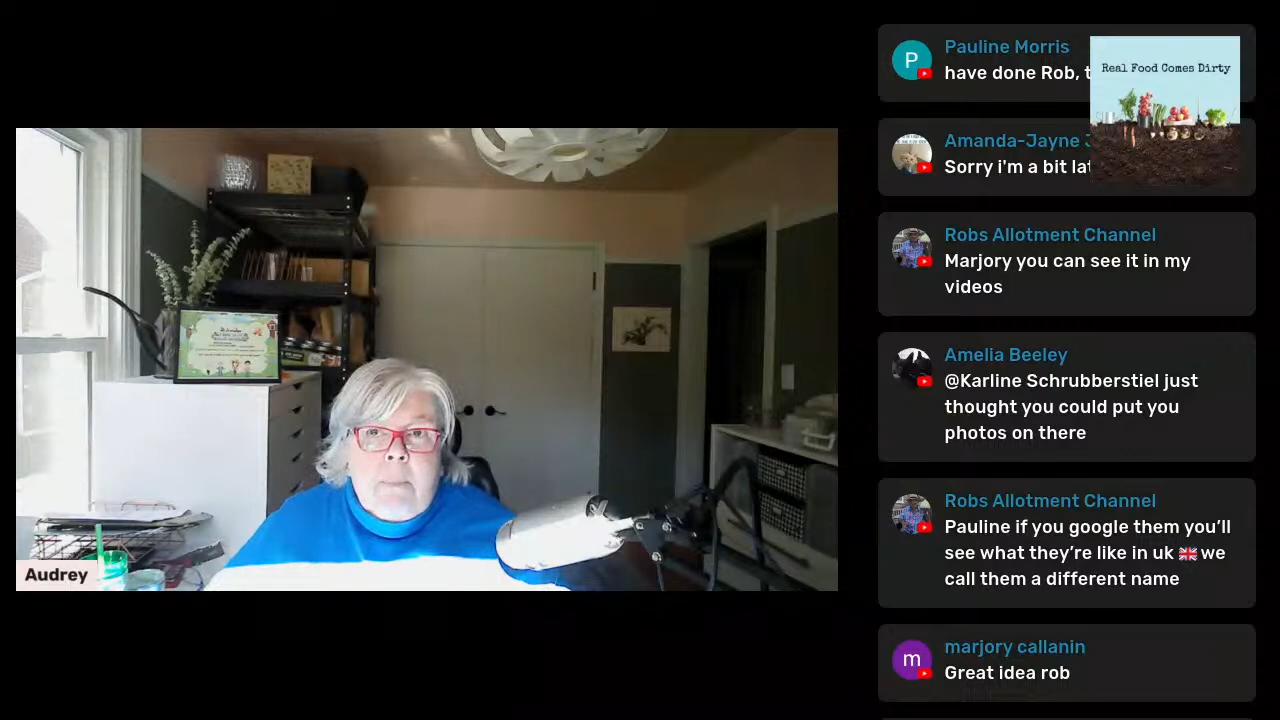 Audrey
Pauline Morris
have done Rob,
Real Food Comes Dirty
Amanda-Jayne
Sorry i'm a bit
Robs Allotment Channel
Marjory you can see it in my
videos
Amelia Beeley
@Karline Schrubberstiel just
thought you could put you
photos on there
Robs Allotment Channel
Pauline if you google them you’ll
see what they’re like in uk 🇬🇧 we
call them a different name
m
marjory callanin
Great idea rob
P